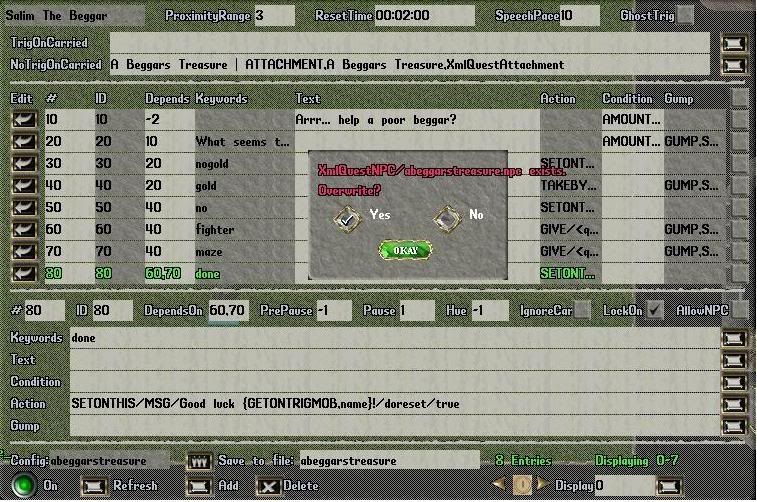 Salim The Beggar ProximityRange 3 ResetTime 00:02:00 SpeechPace 10 GhostTrig
TrigOnCarried
NoTrigOnCarried A Beggars Treasure | ATTACHMENT,A Beggars Treasure,XmlQuestAttachment
Edit # ID Depends Keywords Text Action Condition Gump
10 10 -2 Arrr... help a poor beggar? AMOUNT...
20 20 10 What seems t... AMOUNT... GUMP,S...
30 30 20 nogold SETONT...
40 40 20 gold TAKEBY... GUMP,S...
50 50 40 no SETONT...
60 60 40 fighter GIVE/<q... GUMP,S...
70 70 40 maze GIVE/<q... GUMP,S...
80 80 60,70 done SETONT...
XmlQuestNPC/abeggarstreasure.npc exists.
Overwrite?
Yes No
OKAY
# 80 ID 80 DependsOn 60,70 PrePause -1 Pause 1 Hue -1 IgnoreCar LockOn AllowNPC
Keywords done
Text
Condition
Action SETONTHIS/MSG/Good luck {GETONTRIGMOB,name}!/doreset/true
Gump
Config: abeggarstreasure Save to file: abeggarstreasure 8 Entries Displaying 0-7
On Refresh Add Delete Display 0